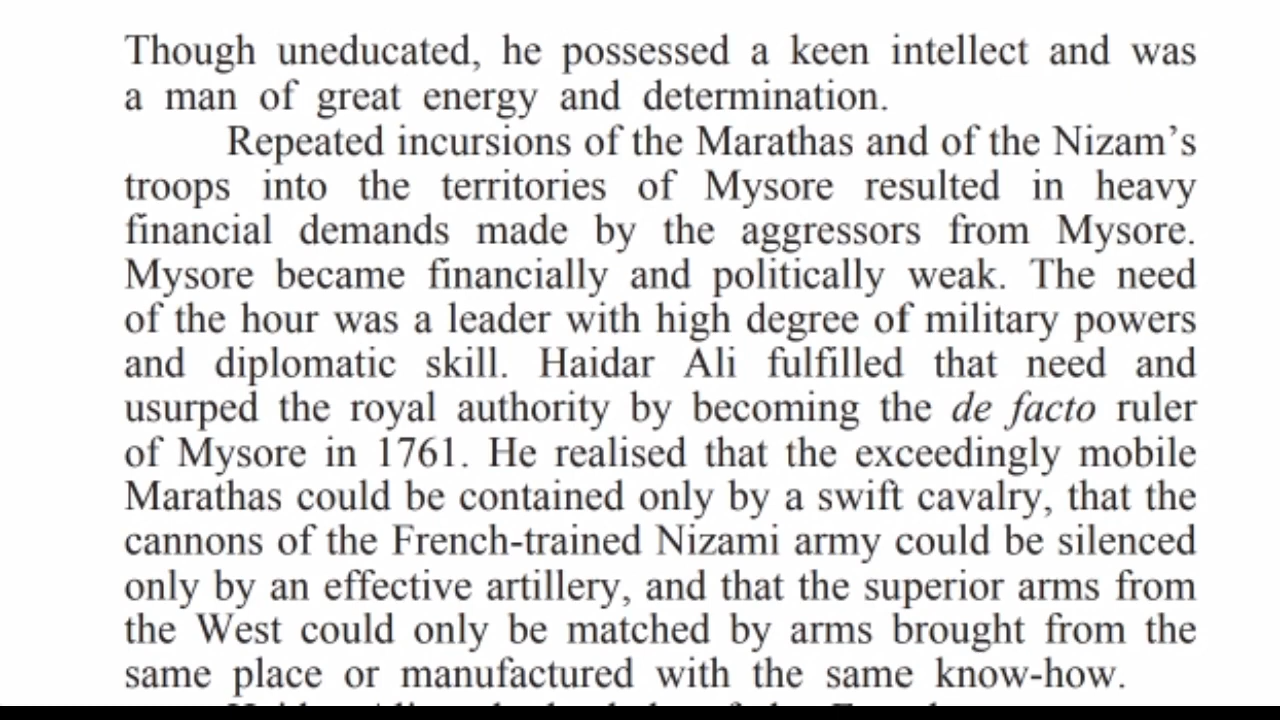 Though uneducated, he possessed a keen intellect and was
a man of great energy and determination.
Repeated incursions of the Marathas and of the Nizam's
troops into the territories of Mysore resulted in heavy
financial demands made by the aggressors from Mysore.
Mysore became financially and politically weak. The need
of the hour was a leader with high degree of military powers
and diplomatic skill. Haidar Ali fulfilled that need and
usurped the royal authority by becoming the de facto ruler
of Mysore in 1761. He realised that the exceedingly mobile
Marathas could be contained only by a swift cavalry, that the
cannons of the French-trained Nizami army could be silenced
only by an effective artillery, and that the superior arms from
the West could only be matched by arms brought from the
same place or manufactured with the same know-how.